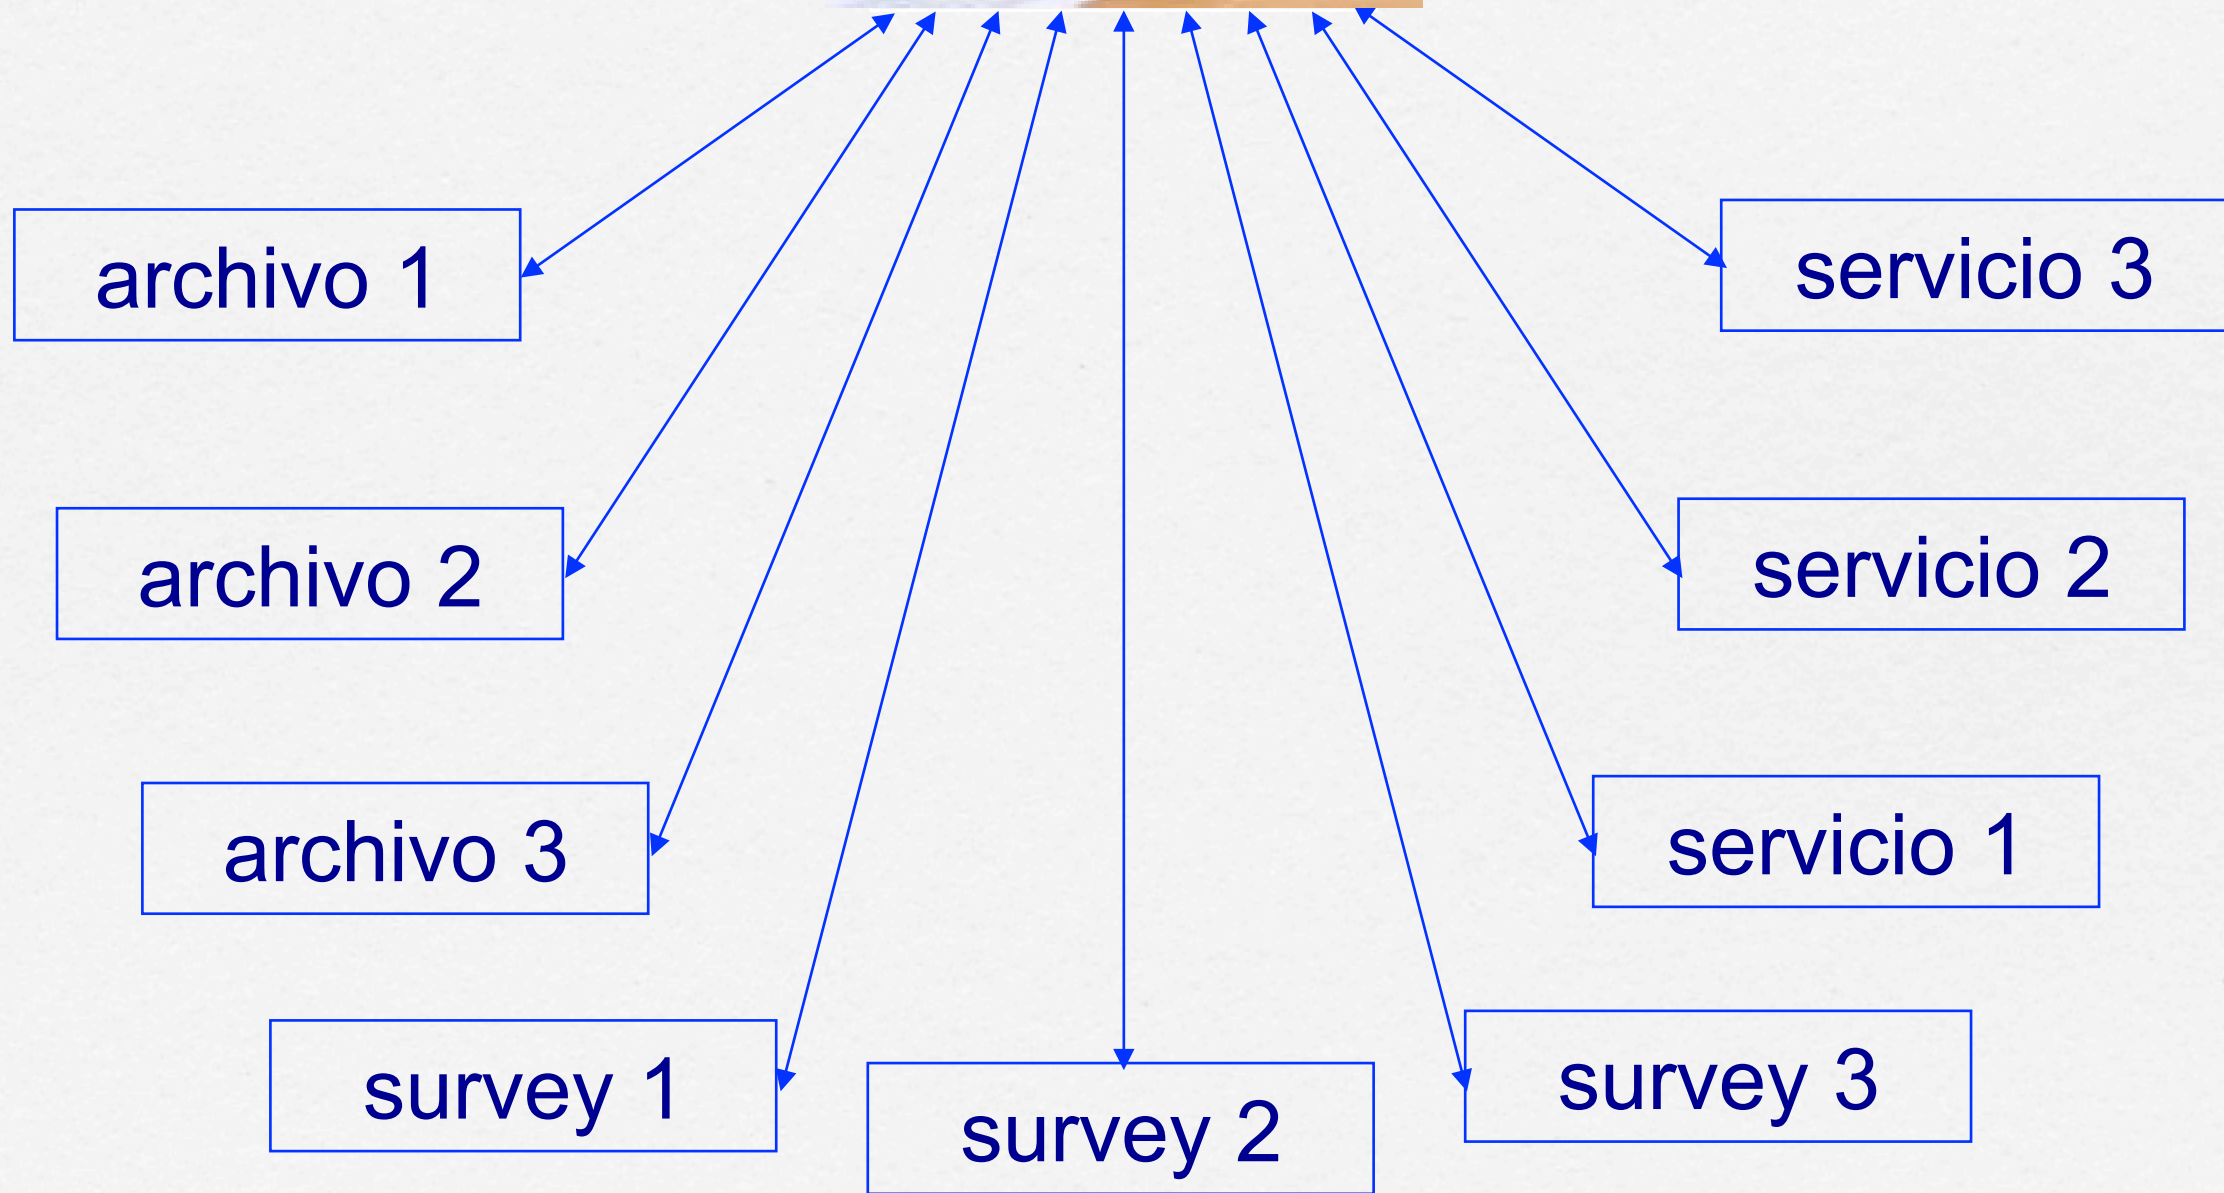 archivo 1
servicio 3
archivo 2
servicio 2
archivo 3
servicio 1
survey 1
survey 2
survey 3